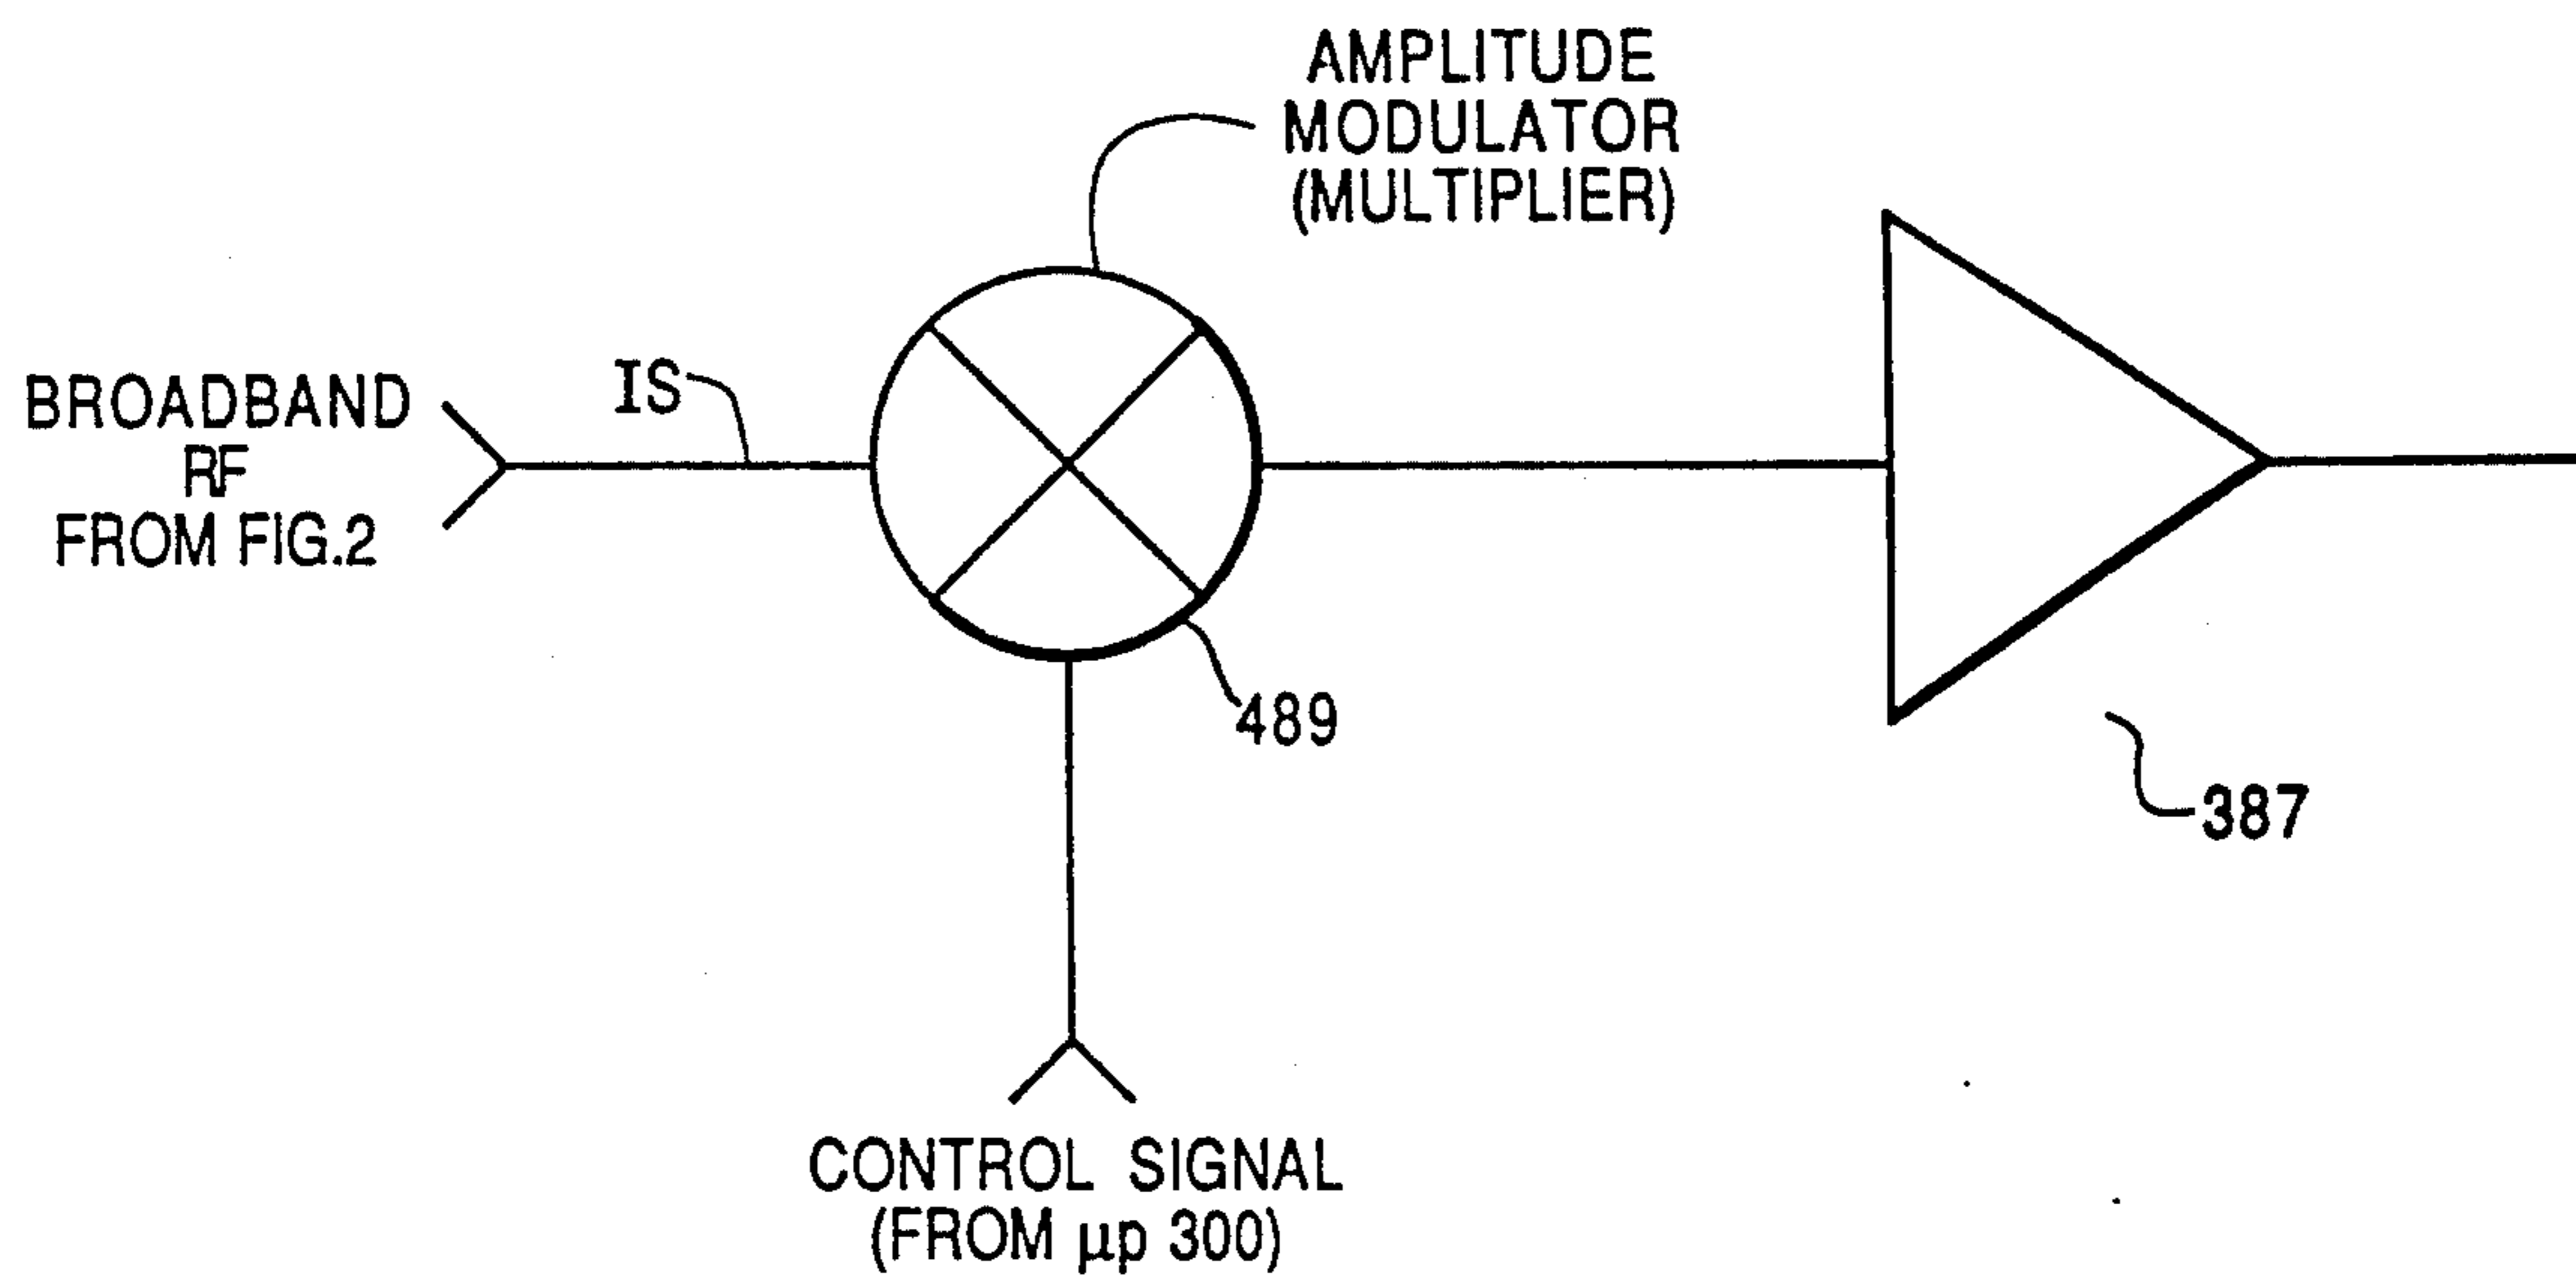 AMPLITUDE
MODULATOR
(MULTIPLIER)
BROADBAND
RF
FROM FIG.2
IS
489
387
CONTROL SIGNAL
(FROM µp 300)